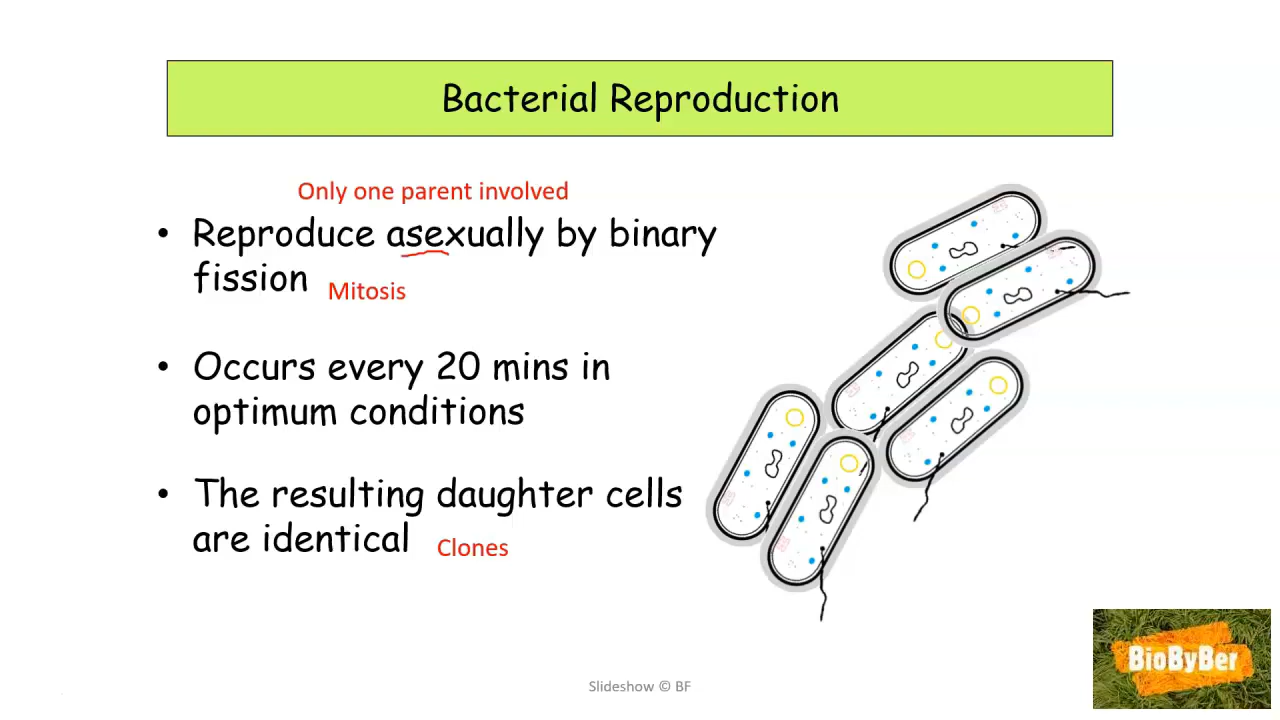 Bacterial Reproduction
Only one parent involved
• Reproduce asexually by binary
fission Mitosis
• Occurs every 20 mins in
optimum conditions
• The resulting daughter cells
are identical Clones
BioByBer
Slideshow © BF